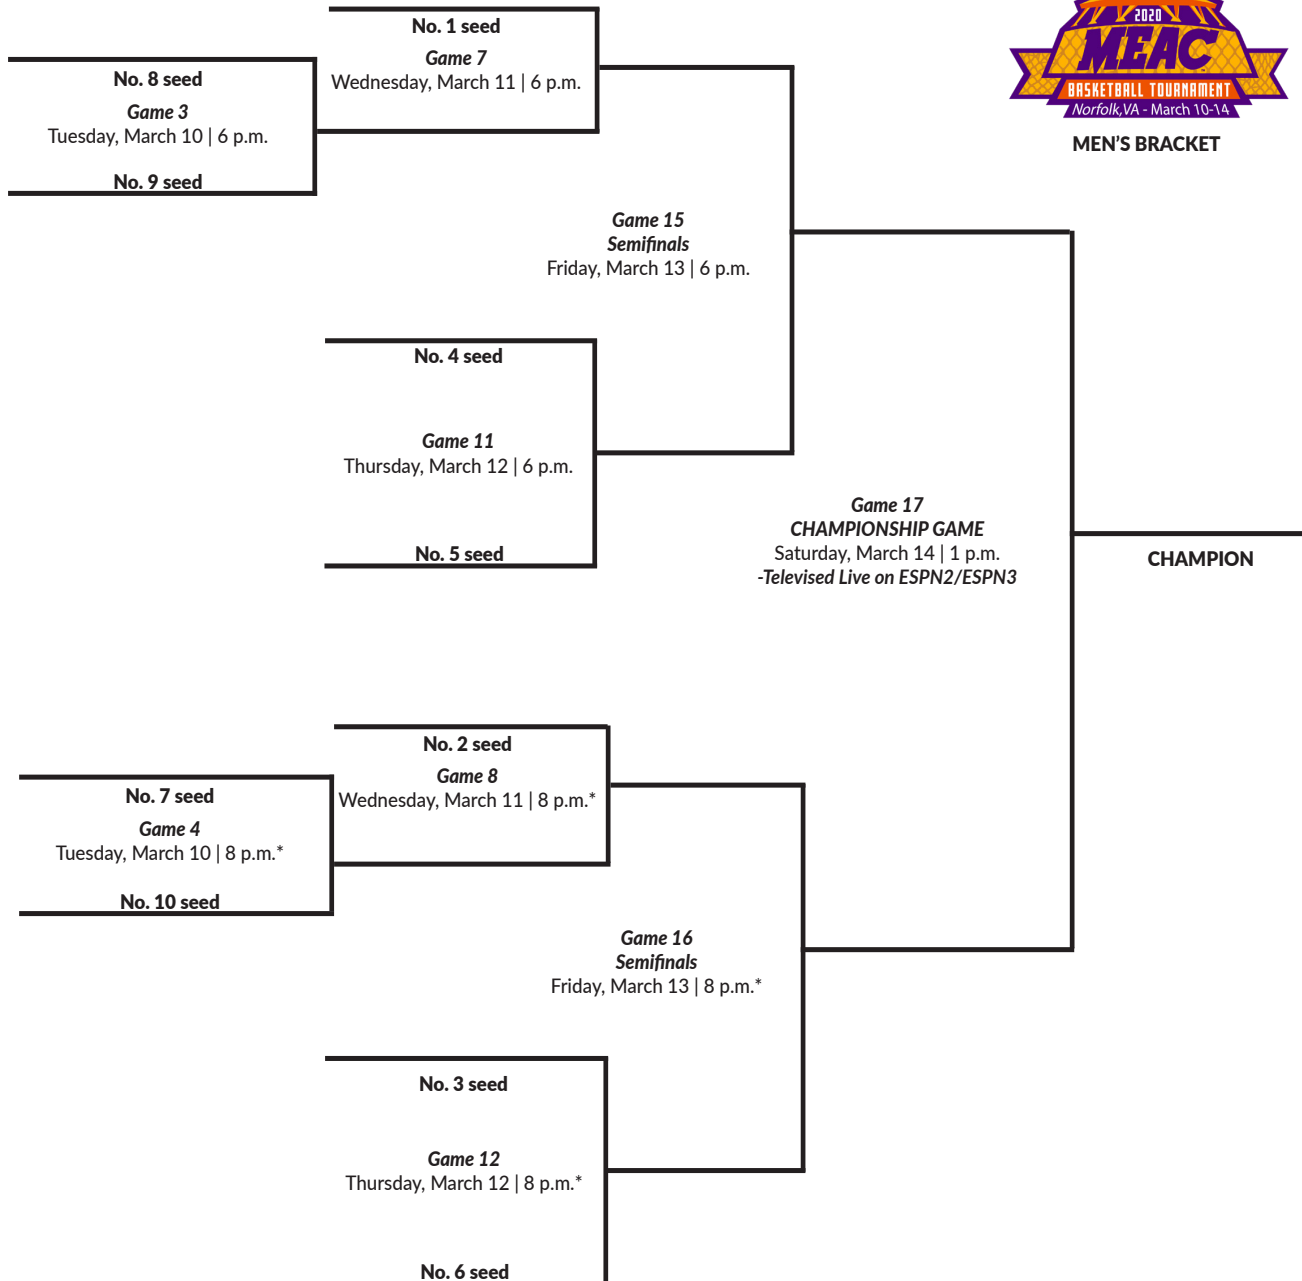 No. 1 seed
Game 7
Wednesday, March 11 | 6 p.m.
No. 8 seed
Game 3
Tuesday, March 10 | 6 p.m.
No. 9 seed
2020
MEAC
BASKETBALL TOURNAMENT
Norfolk,VA - March 10-14
MEN’S BRACKET
Game 15
Semifinals
Friday, March 13 | 6 p.m.
No. 4 seed
Game 11
Thursday, March 12 | 6 p.m.
No. 5 seed
Game 17
CHAMPIONSHIP GAME
Saturday, March 14 | 1 p.m.
-Televised Live on ESPN2/ESPN3
CHAMPION
No. 2 seed
Game 8
Wednesday, March 11 | 8 p.m.*
No. 7 seed
Game 4
Tuesday, March 10 | 8 p.m.*
No. 10 seed
Game 16
Semifinals
Friday, March 13 | 8 p.m.*
No. 3 seed
Game 12
Thursday, March 12 | 8 p.m.*
No. 6 seed